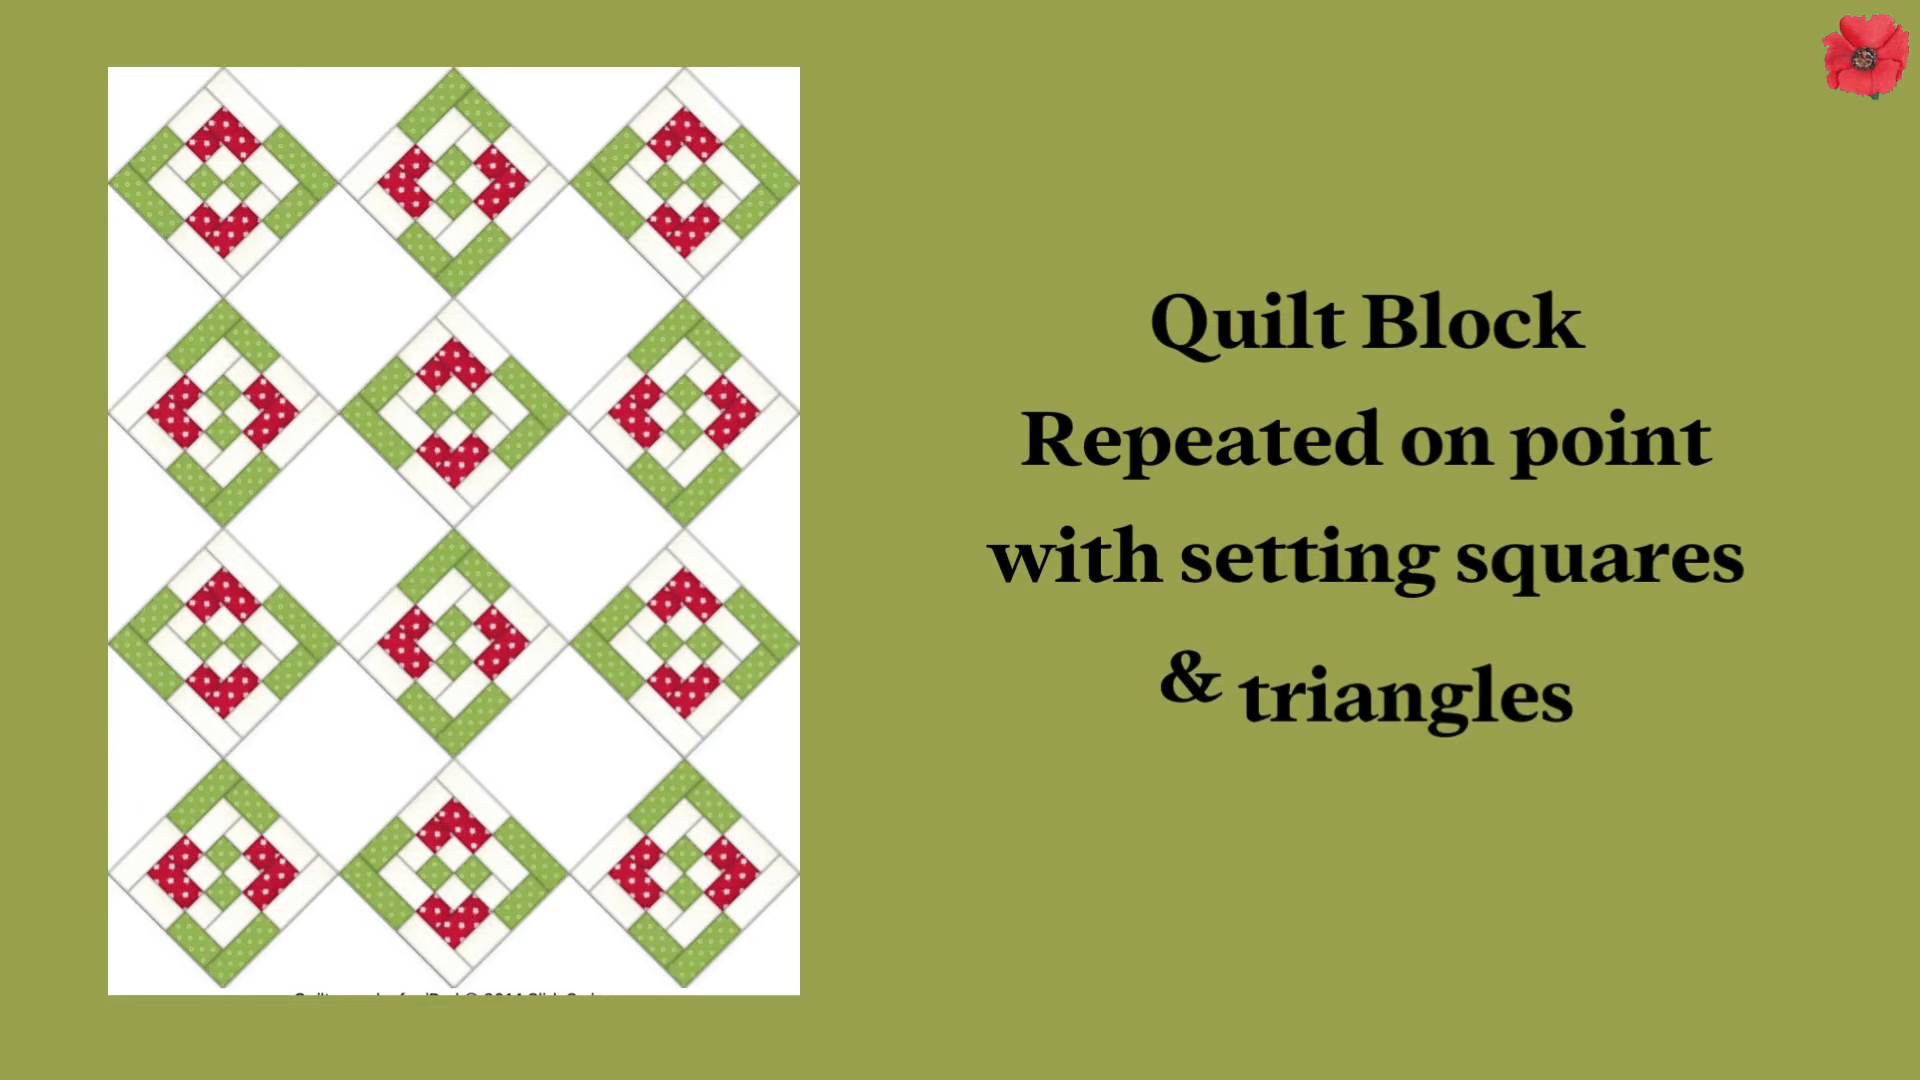 Quilt Block
Repeated on point
with setting squares
& triangles